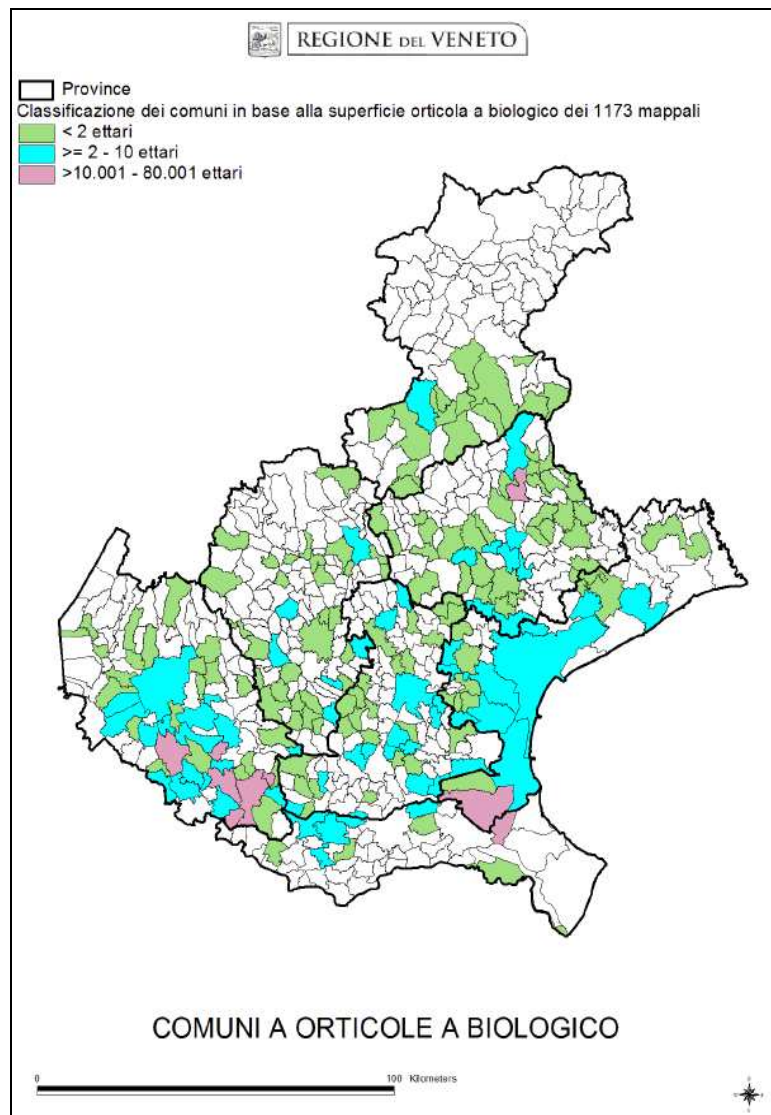 REGIONE DEL VENETO
Province
Classificazione dei comuni in base alla superficie orticola a biologico dei 1173 mappali
< 2 ettari
>= 2 - 10 ettari
>10.001 - 80.001 ettari
COMUNI A ORTICOLE A BIOLOGICO
0 100 Kilometers